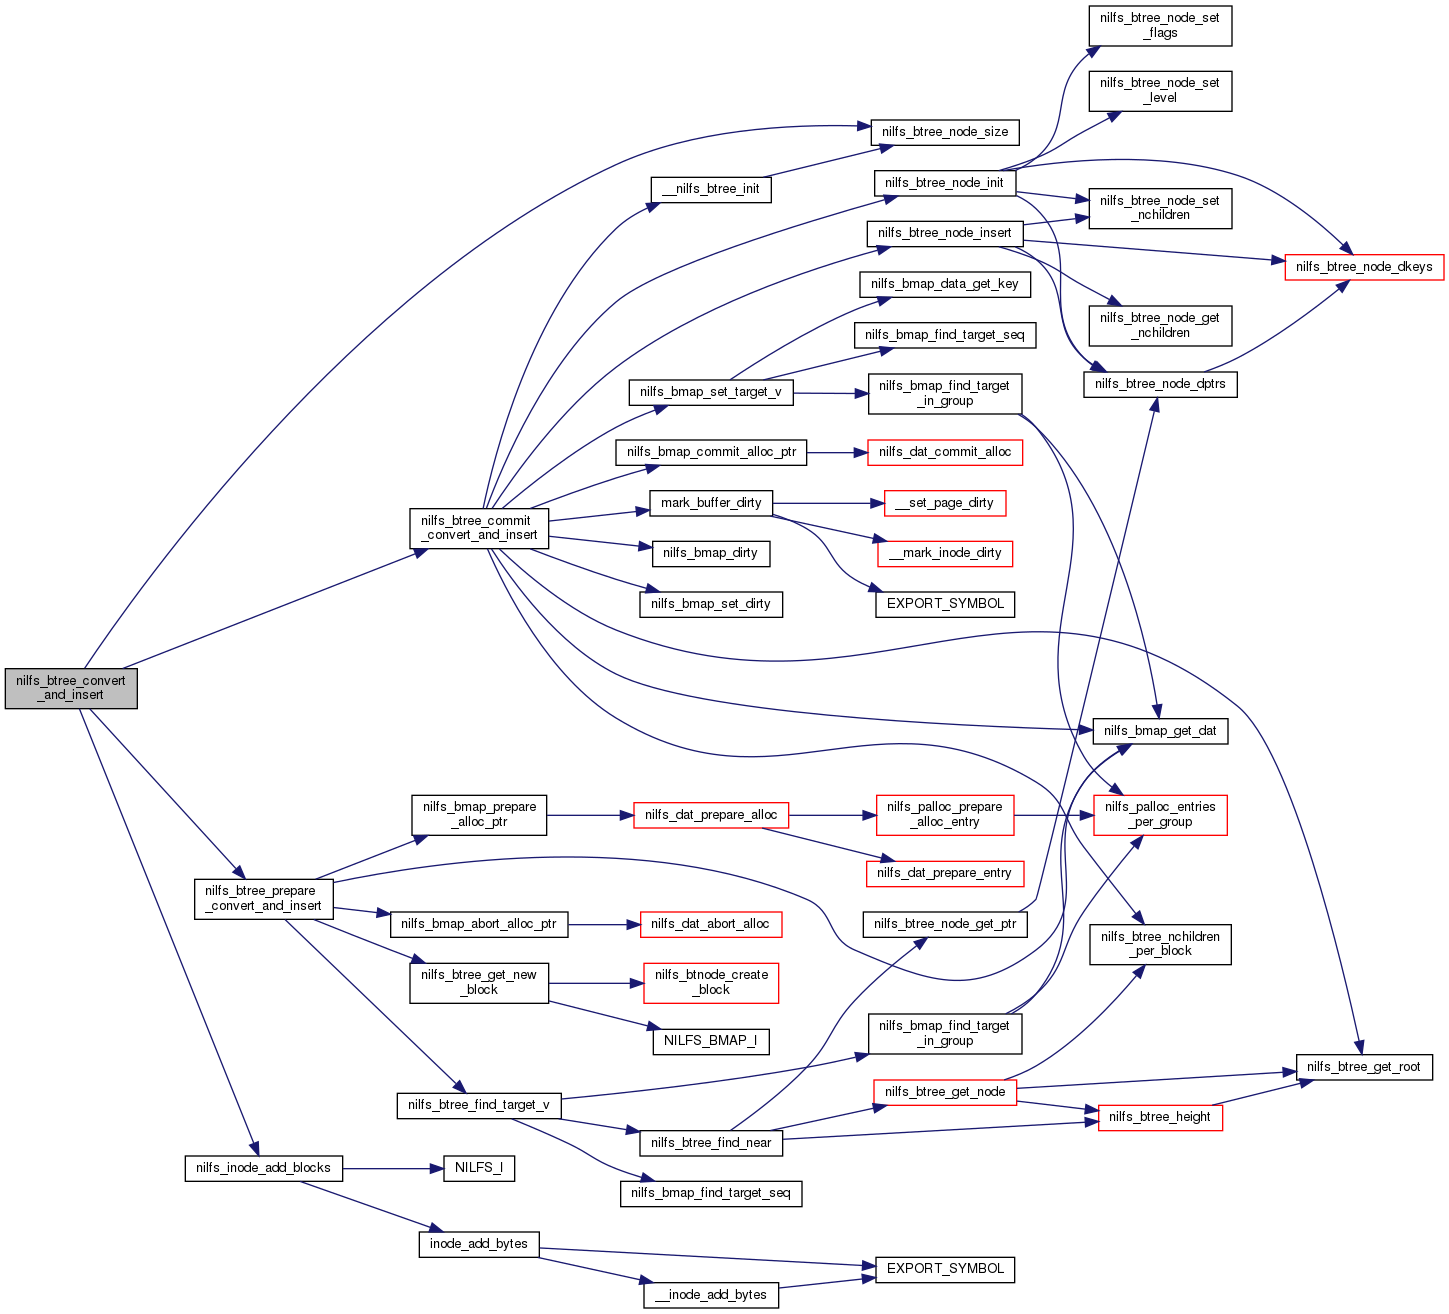 nilfs_btree_node_set
_flags
nilfs_btree_node_set
_level
nilfs_btree_node_size
__nilfs_btree_init
nilfs_btree_node_init
nilfs_btree_node_set
_nchildren
nilfs_btree_node_insert
nilfs_btree_node_dkeys
nilfs_bmap_data_get_key
nilfs_btree_node_get
_nchildren
nilfs_bmap_find_target_seq
nilfs_bmap_set_target_v
nilfs_bmap_find_target
_in_group
nilfs_btree_node_dptrs
nilfs_bmap_commit_alloc_ptr
nilfs_dat_commit_alloc
mark_buffer_dirty
__set_page_dirty
nilfs_btree_commit
_convert_and_insert
nilfs_bmap_dirty
__mark_inode_dirty
nilfs_bmap_set_dirty
EXPORT_SYMBOL
nilfs_btree_convert
_and_insert
nilfs_bmap_get_dat
nilfs_bmap_prepare
_alloc_ptr
nilfs_dat_prepare_alloc
nilfs_palloc_prepare
_alloc_entry
nilfs_palloc_entries
_per_group
nilfs_dat_prepare_entry
nilfs_btree_prepare
_convert_and_insert
nilfs_bmap_abort_alloc_ptr
nilfs_dat_abort_alloc
nilfs_btree_node_get_ptr
nilfs_btree_nchildren
_per_block
nilfs_btree_get_new
_block
nilfs_btnode_create
_block
NILFS_BMAP_I
nilfs_bmap_find_target
_in_group
nilfs_btree_get_root
nilfs_btree_find_target_v
nilfs_btree_get_node
nilfs_btree_height
nilfs_btree_find_near
nilfs_inode_add_blocks
NILFS_I
nilfs_bmap_find_target_seq
inode_add_bytes
EXPORT_SYMBOL
__inode_add_bytes